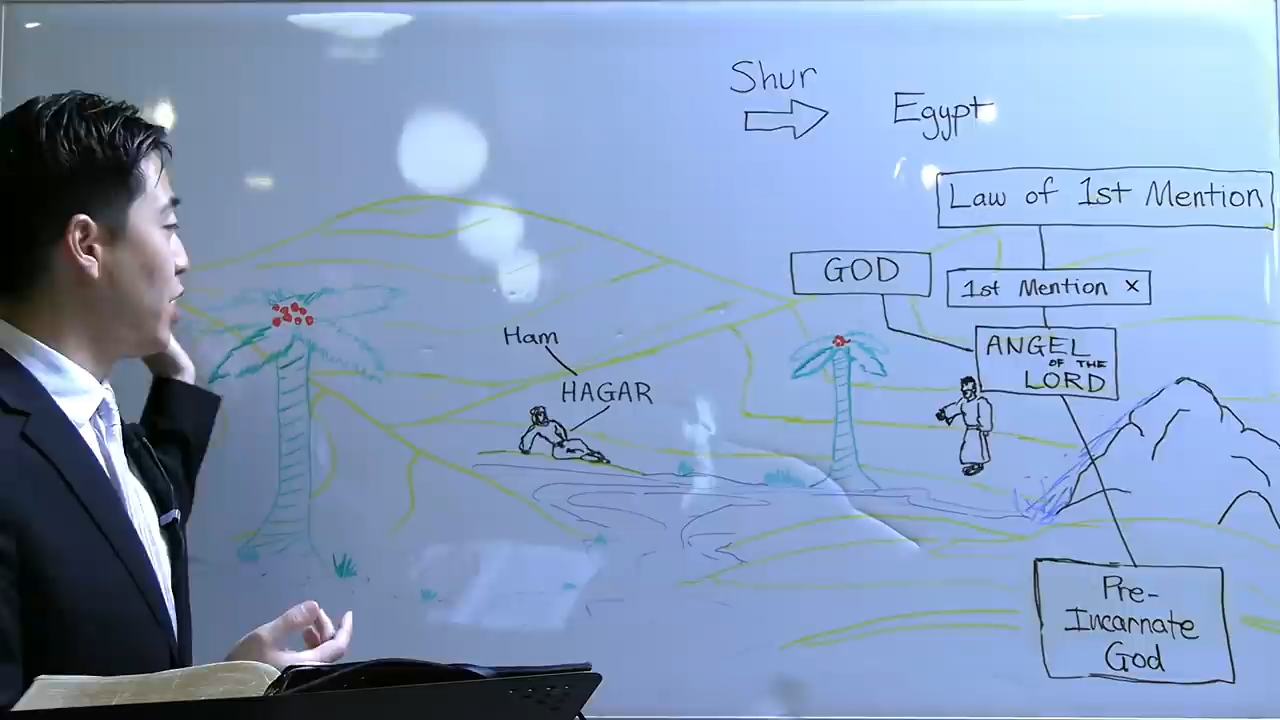 Shur
Egypt
Law of 1st Mention
GOD
1st Mention ×
ANGEL
OF THE
LORD
Ham
HAGAR
Pre-
Incarnate
God